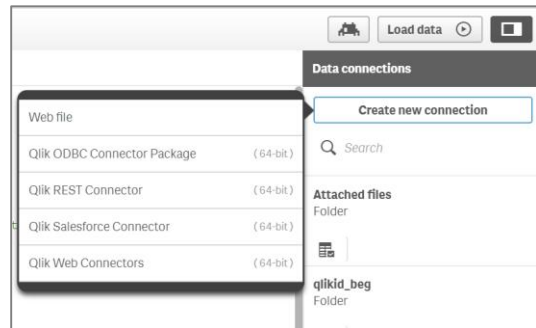 Load data
Data connections
Create new connection
Search
Web file
Qlik ODBC Connector Package (64-bit)
Qlik REST Connector (64-bit)
Qlik Salesforce Connector (64-bit)
Qlik Web Connectors (64-bit)
Attached files
Folder
qlikid_beg
Folder